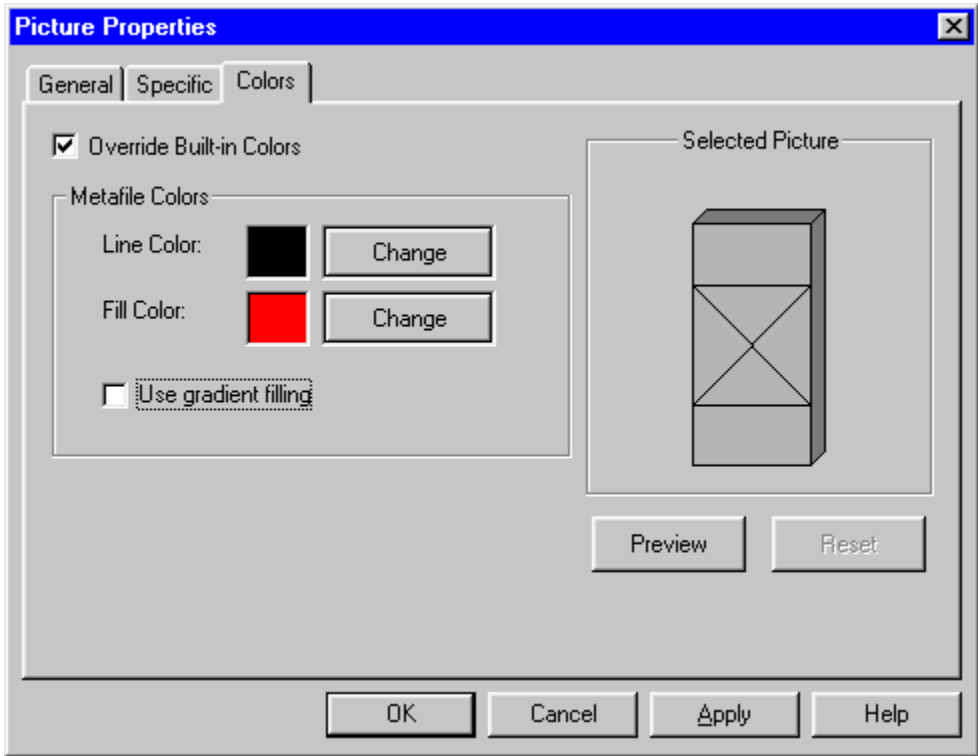 Picture Properties
General Specific Colors
Override Built-in Colors
Selected Picture
Metafile Colors
Line Color: Change
Fill Color: Change
Use gradient filling
Preview Reset
OK Cancel Apply Help